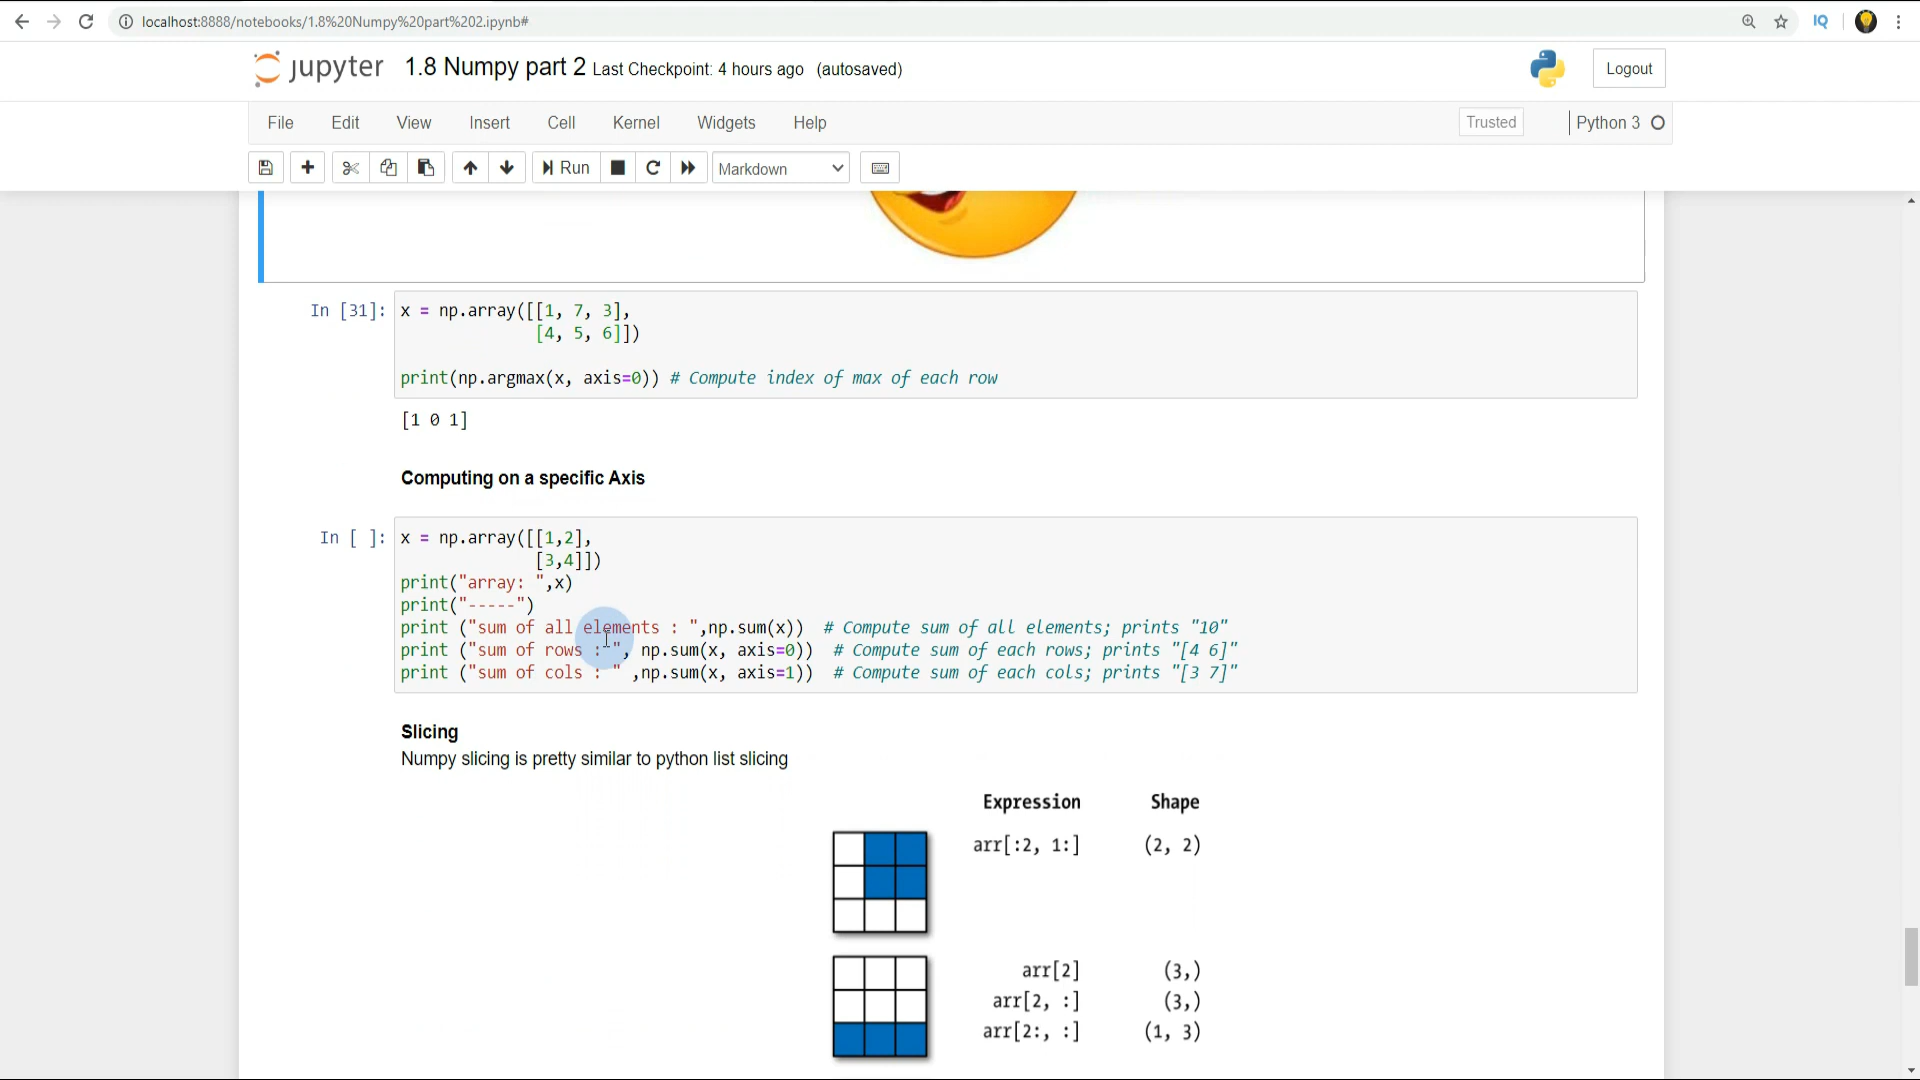 localhost:8888/notebooks/1.8%20Numpy%20part%202.ipynb#
IQ
jupyter 1.8 Numpy part 2 Last Checkpoint: 4 hours ago (autosaved)
Logout
File Edit View Insert Cell Kernel Widgets Help
Trusted
Python 3
Run
Markdown
In [31]: x = np.array([[1, 7, 3],
[4, 5, 6]])
print(np.argmax(x, axis=0)) # Compute index of max of each row
[1 0 1]
Computing on a specific Axis
In [ ]: x = np.array([[1,2],
[3,4]])
print("array: ",x)
print("-----")
print ("sum of all elements : ",np.sum(x))  # Compute sum of all elements; prints "10"
print ("sum of rows : ", np.sum(x, axis=0))  # Compute sum of each rows; prints "[4 6]"
print ("sum of cols : " ,np.sum(x, axis=1))  # Compute sum of each cols; prints "[3 7]"
Slicing
Numpy slicing is pretty similar to python list slicing
Expression Shape
arr[:2, 1:] (2, 2)
arr[2] (3,)
arr[2, :] (3,)
arr[2:, :] (1, 3)